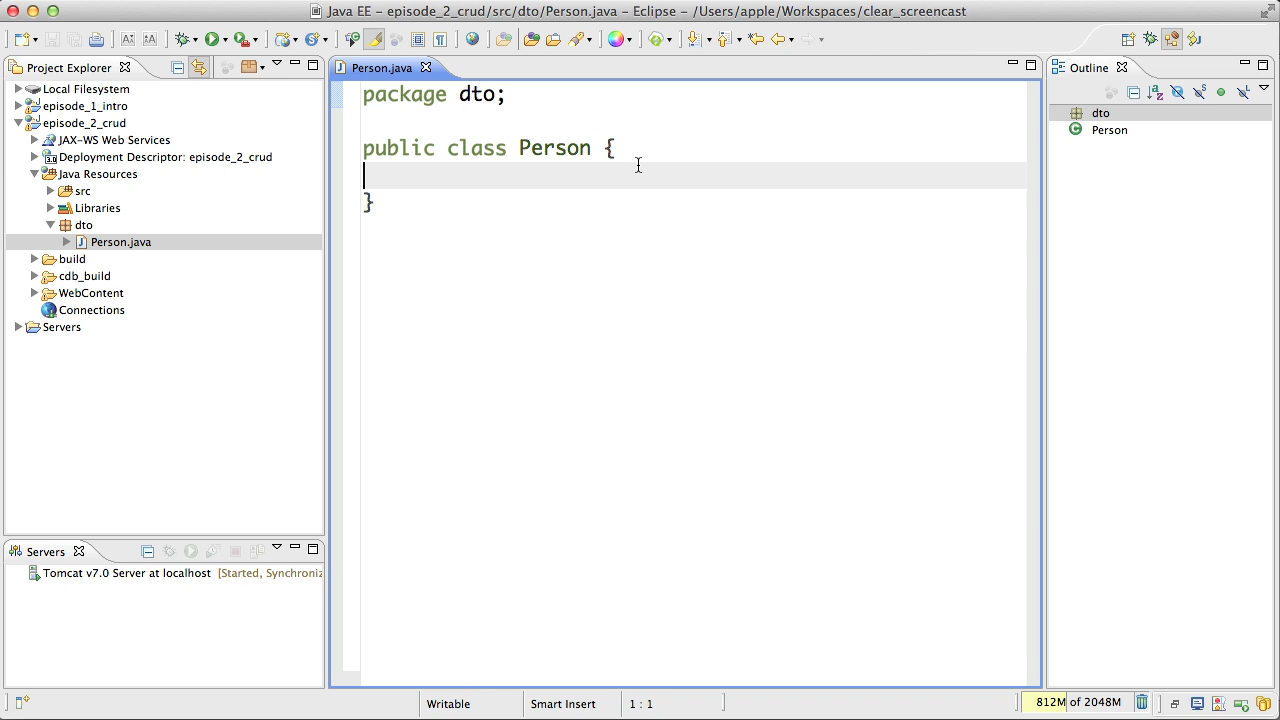 Java EE – episode_2_crud/src/dto/Person.java – Eclipse – /Users/apple/Workspaces/clear_screencast
Project Explorer
Local Filesystem
episode_1_intro
episode_2_crud
JAX-WS Web Services
Deployment Descriptor: episode_2_crud
Java Resources
src
Libraries
dto
Person.java
build
cdb_build
WebContent
Connections
Servers
Servers
Tomcat v7.0 Server at localhost [Started, Synchroniz
Person.java
package dto;
public class Person {
}
Outline
dto
Person
Writable
Smart Insert
1 : 1
812M of 2048M